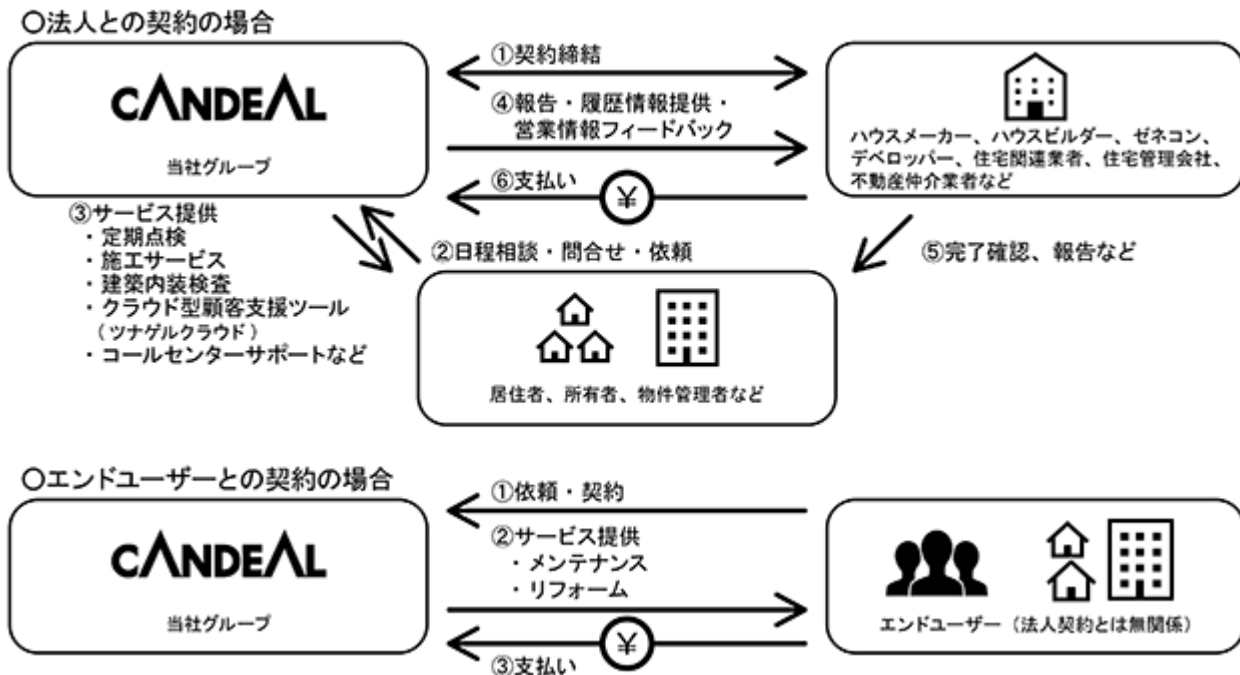 〇法人との契約の場合
CANDEAL
当社グループ
①契約締結
④報告・履歴情報提供・
営業情報フィードバック
⑥支払い
¥
ハウスメーカー、ハウスビルダー、ゼネコン、
デベロッパー、住宅関連業者、住宅管理会社、
不動産仲介業者など
③サービス提供
・定期点検
・施工サービス
・建築内装検査
・クラウド型顧客支援ツール
(ツナゲルクラウド)
・コールセンターサポートなど
②日程相談・問合せ・依頼
⑤完了確認、報告など
居住者、所有者、物件管理者など
〇エンドユーザーとの契約の場合
CANDEAL
当社グループ
①依頼・契約
②サービス提供
・メンテナンス
・リフォーム
¥
③支払い
エンドユーザー(法人契約とは無関係)